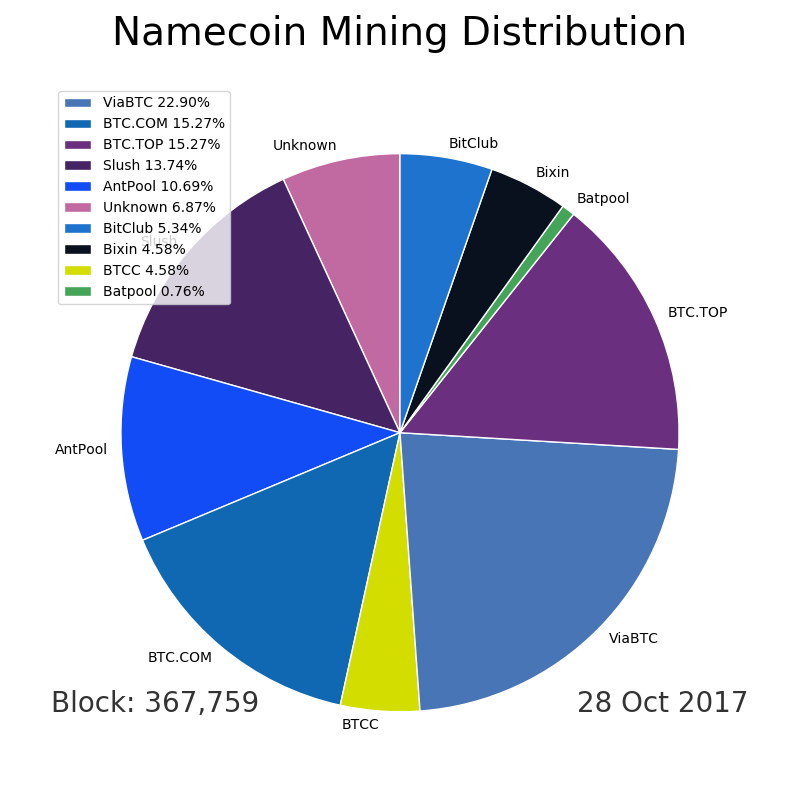 Namecoin Mining Distribution
ViaBTC 22.90%
BTC.COM 15.27%
BTC.TOP 15.27%
Slush 13.74%
AntPool 10.69%
Unknown 6.87%
BitClub 5.34%
Bixin 4.58%
BTCC 4.58%
Batpool 0.76%
BitClub
Unknown
Bixin
Batpool
Slush
BTC.TOP
AntPool
ViaBTC
BTC.COM
BTCC
Block: 367,759
28 Oct 2017